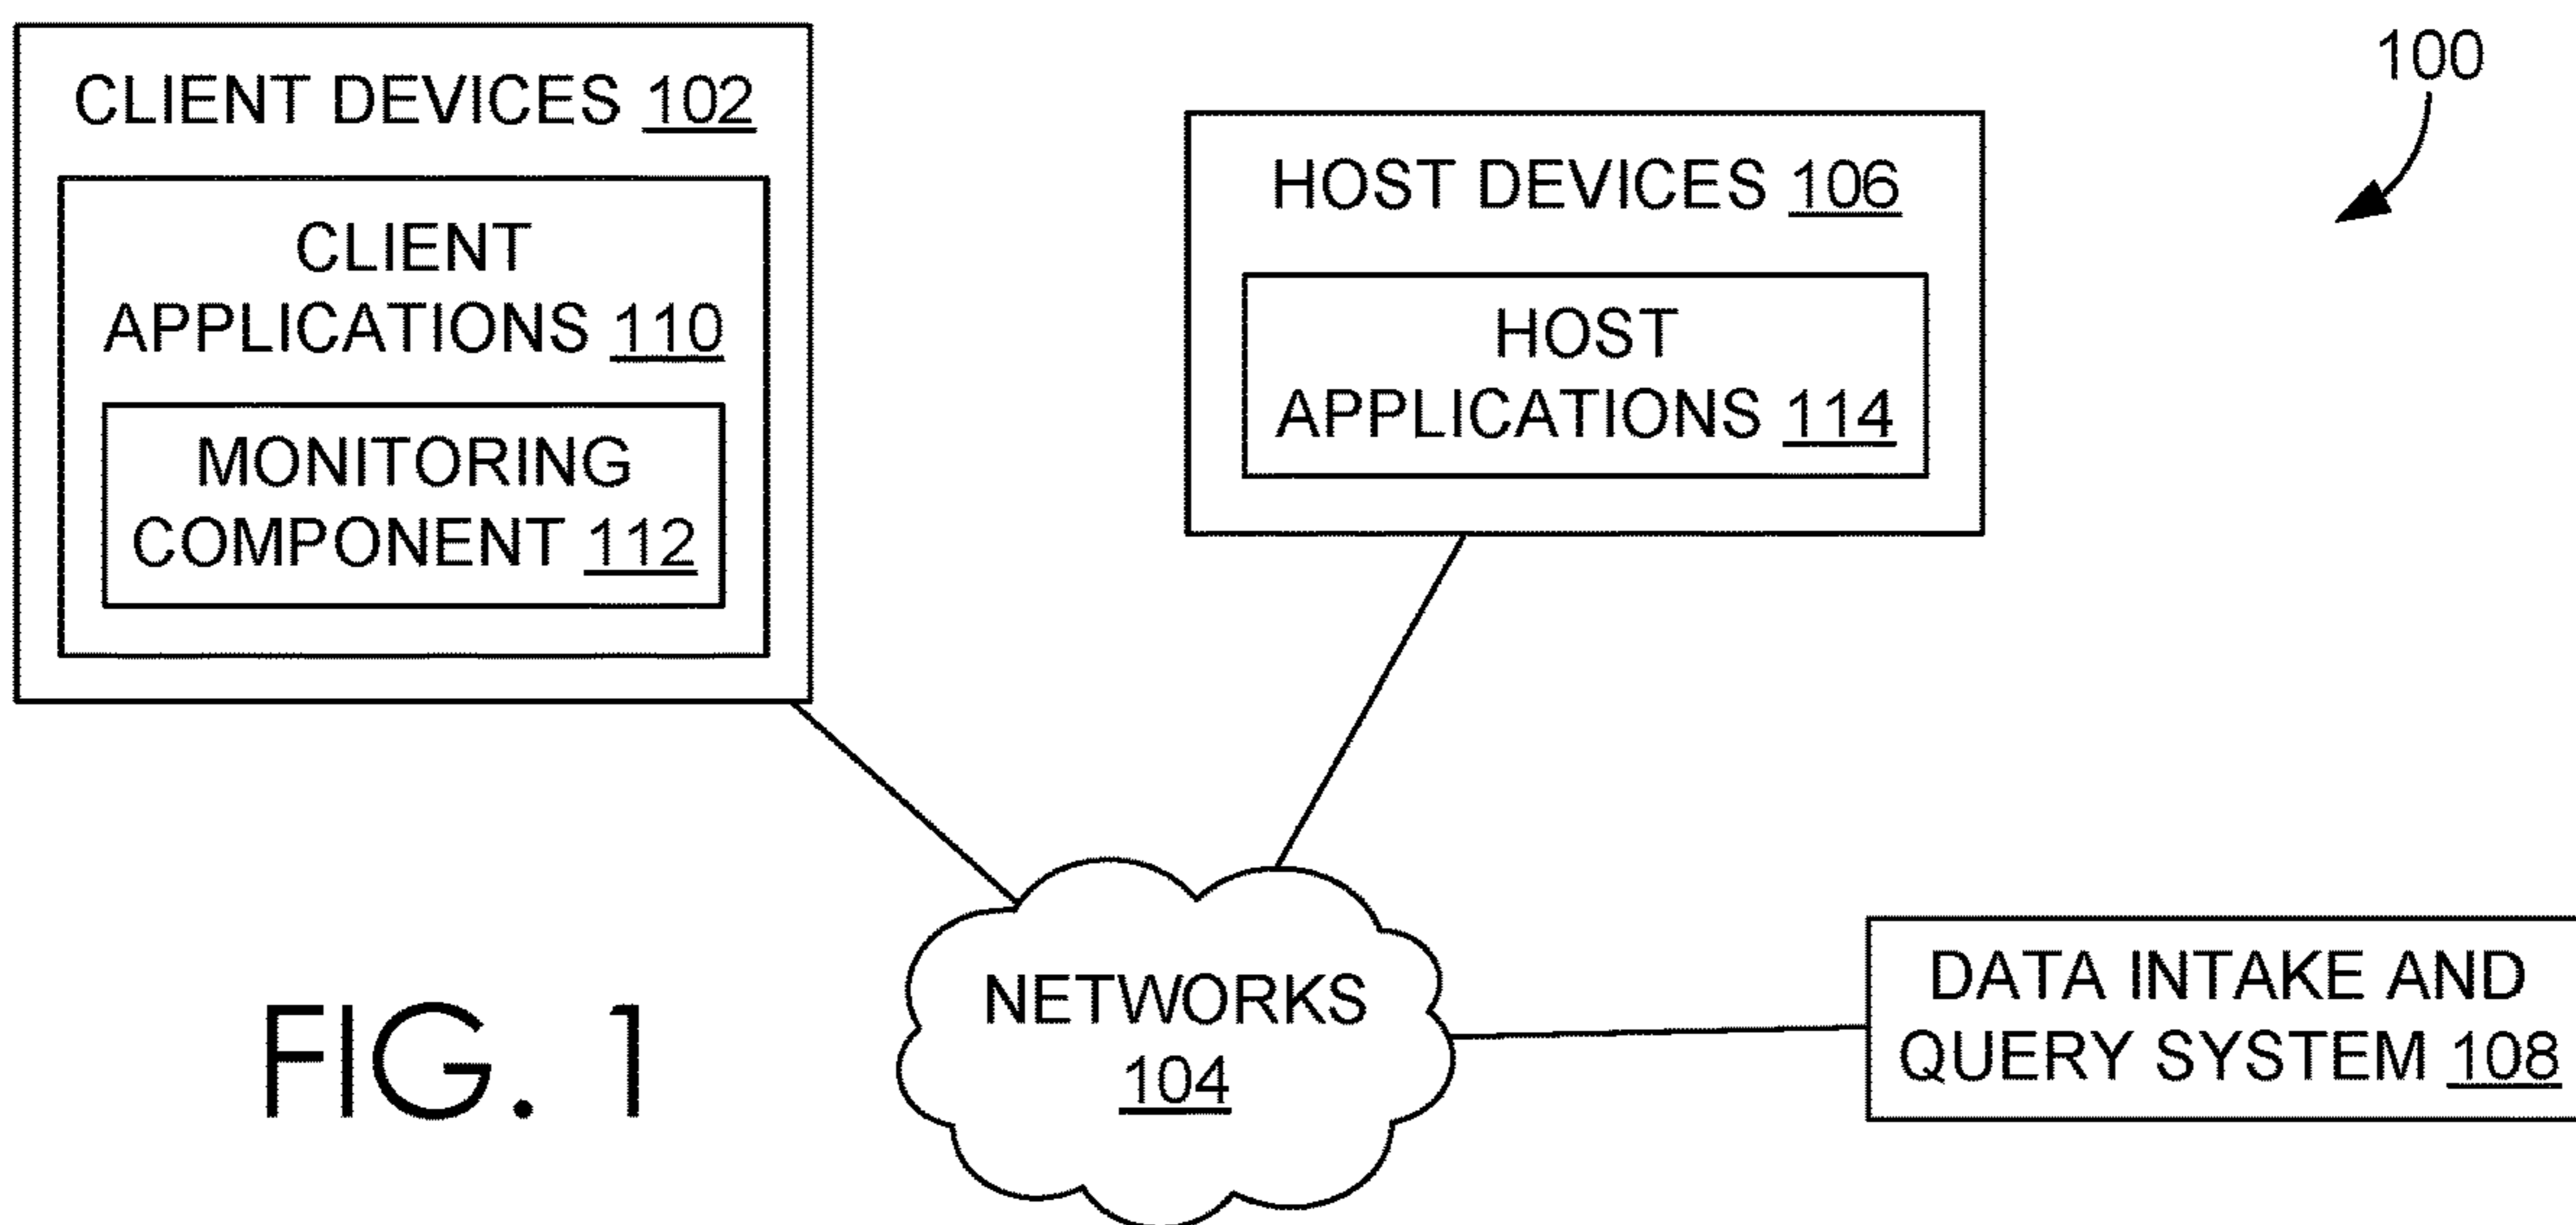 100
CLIENT DEVICES 102
CLIENT
APPLICATIONS 110
MONITORING
COMPONENT 112
HOST DEVICES 106
HOST
APPLICATIONS 114
NETWORKS
104
DATA INTAKE AND
QUERY SYSTEM 108
FIG. 1